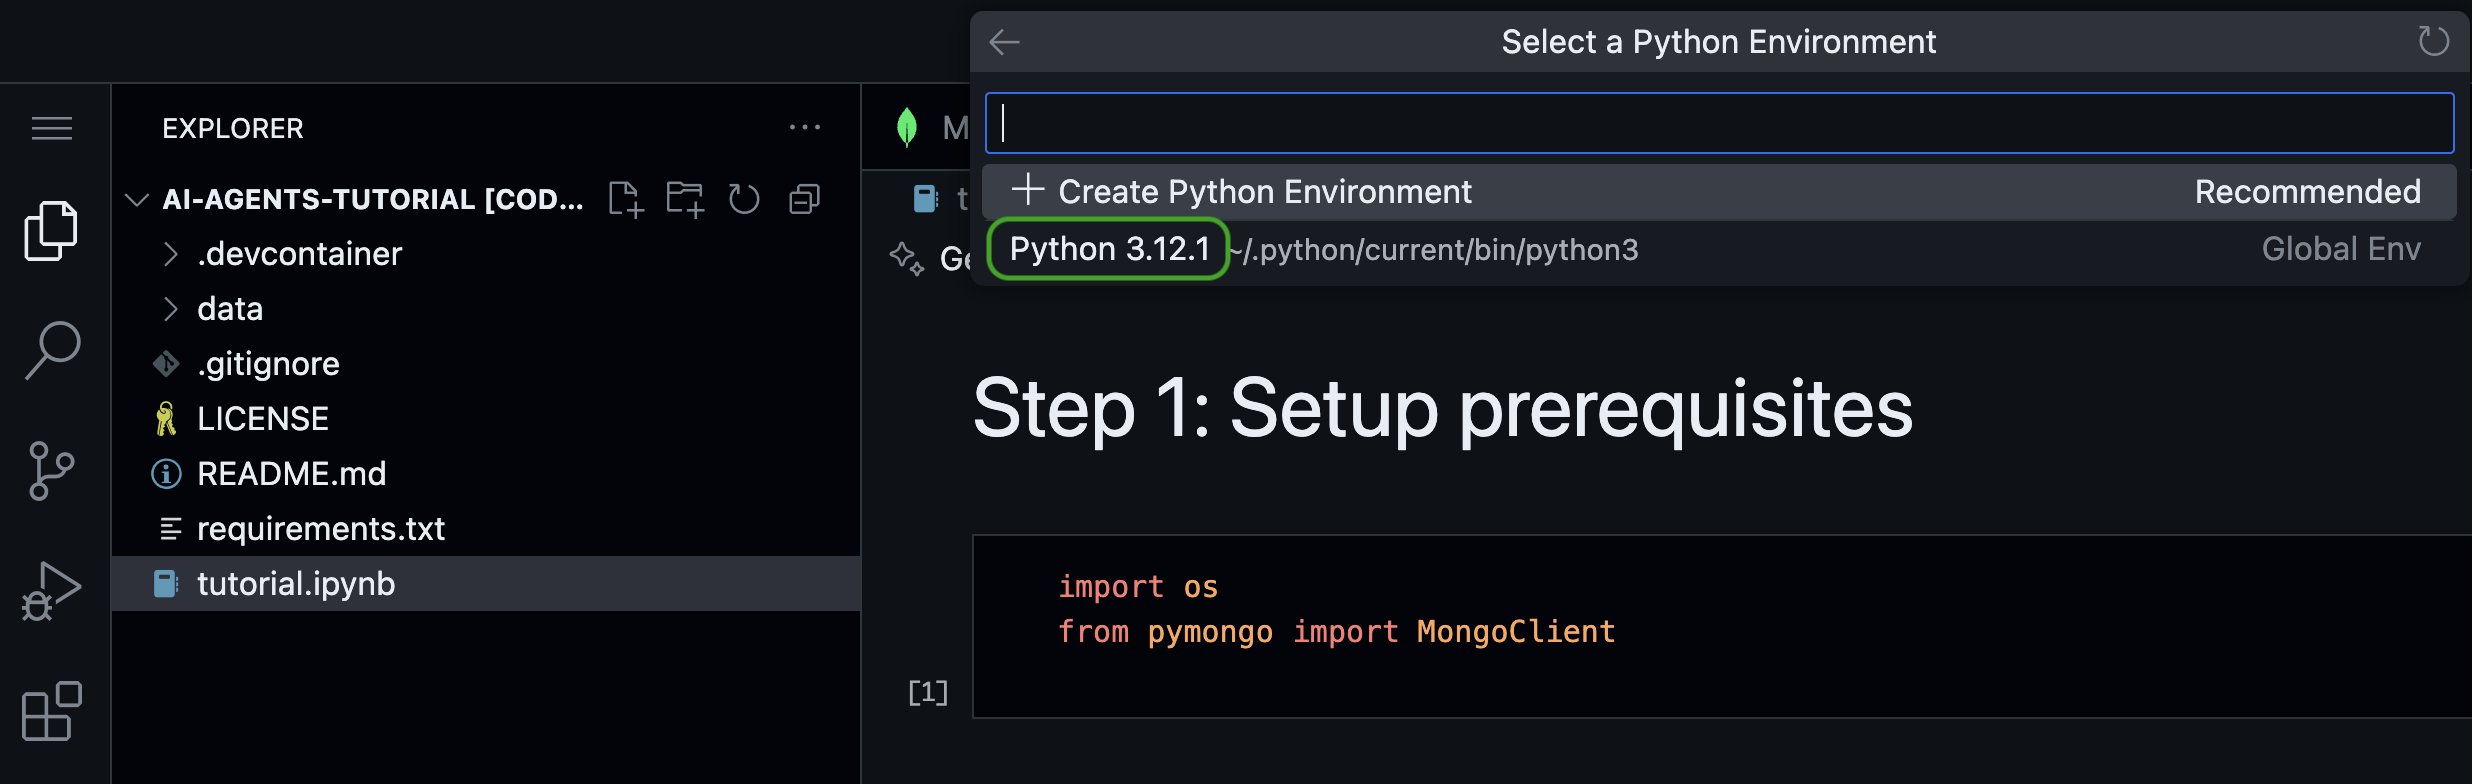 Select a Python Environment
EXPLORER
M
AI-AGENTS-TUTORIAL [COD...
t
Create Python Environment Recommended
Ge
Python 3.12.1 ~/.python/current/bin/python3 Global Env
.devcontainer
data
.gitignore
LICENSE
README.md
requirements.txt
tutorial.ipynb
Step 1: Setup prerequisites
import os
from pymongo import MongoClient
[1]